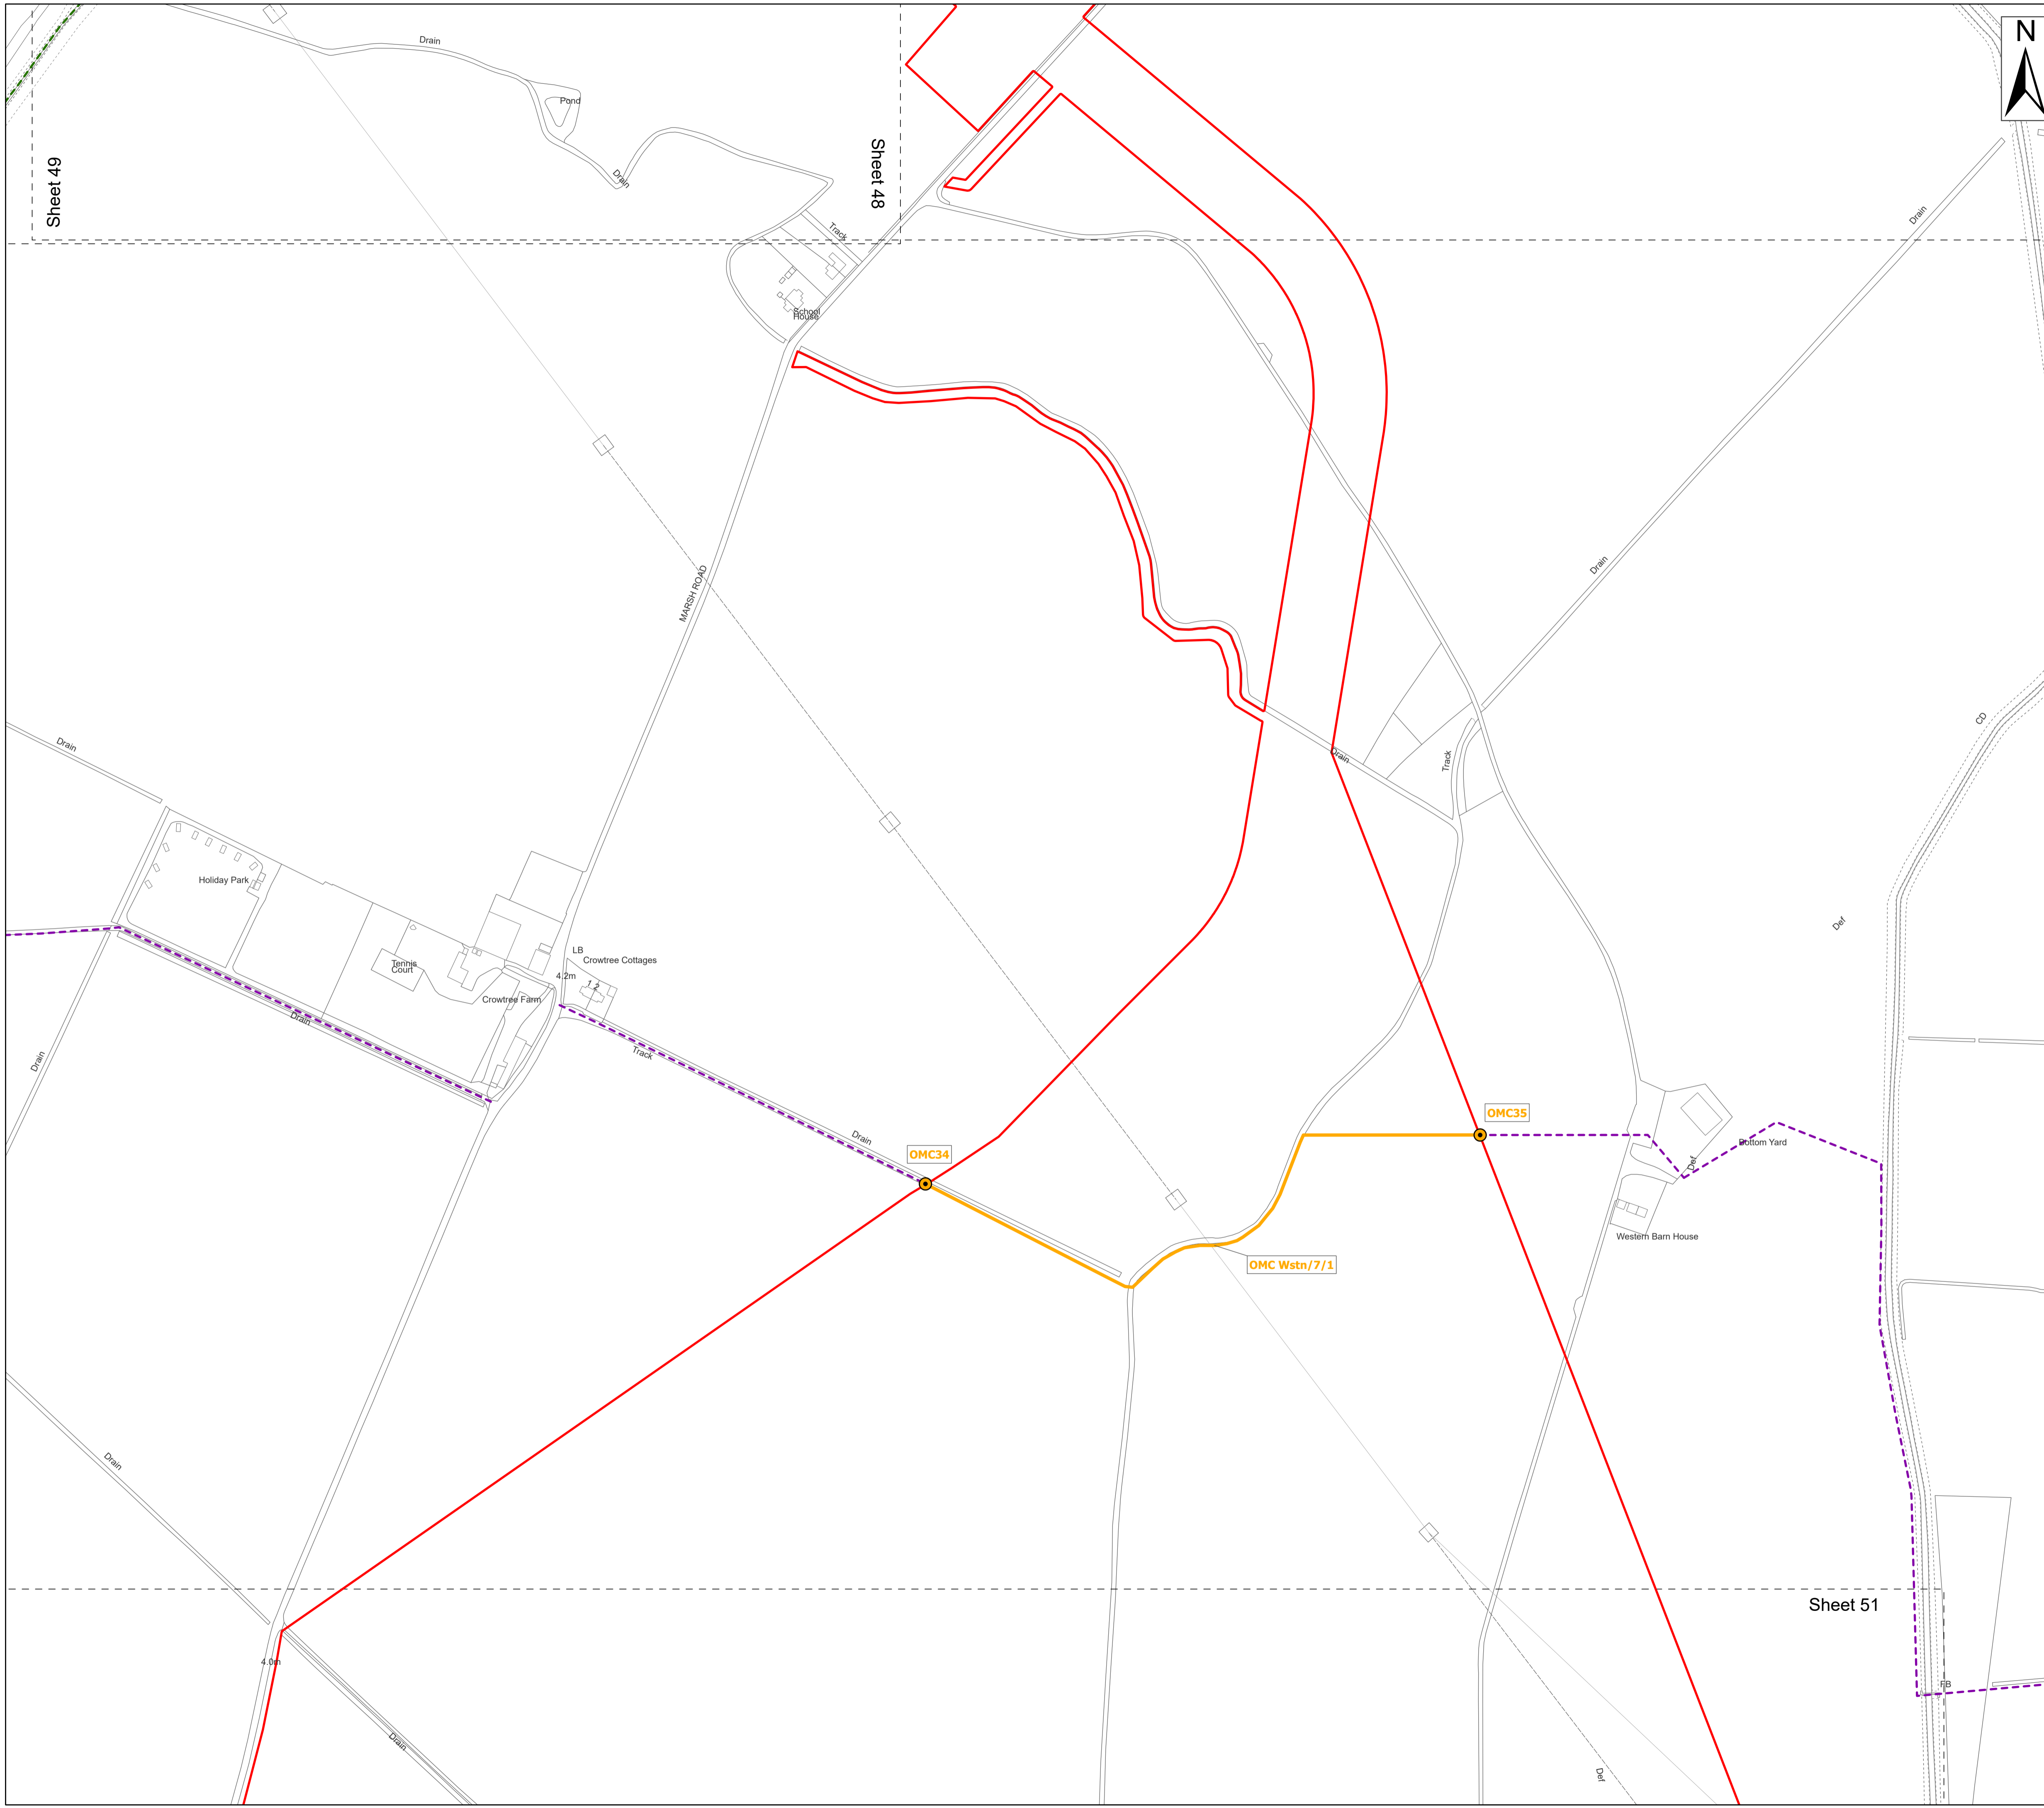 N
Drain
Pond
Sheet 49
Sheet 48
Drain
Track
Drain
School
House
Drain
MARSH ROAD
CD
Drain
Drain
Track
Holiday Park
Def
LB
Crowtree Cottages
Tennis
Court
4.2m
1
2
Crowtree Farm
Drain
Drain
Track
OMC35
Drain
Bottom Yard
OMC34
Def
Western Barn House
OMC Wstn/7/1
Drain
Sheet 51
4.0m
FB
Drain
Def